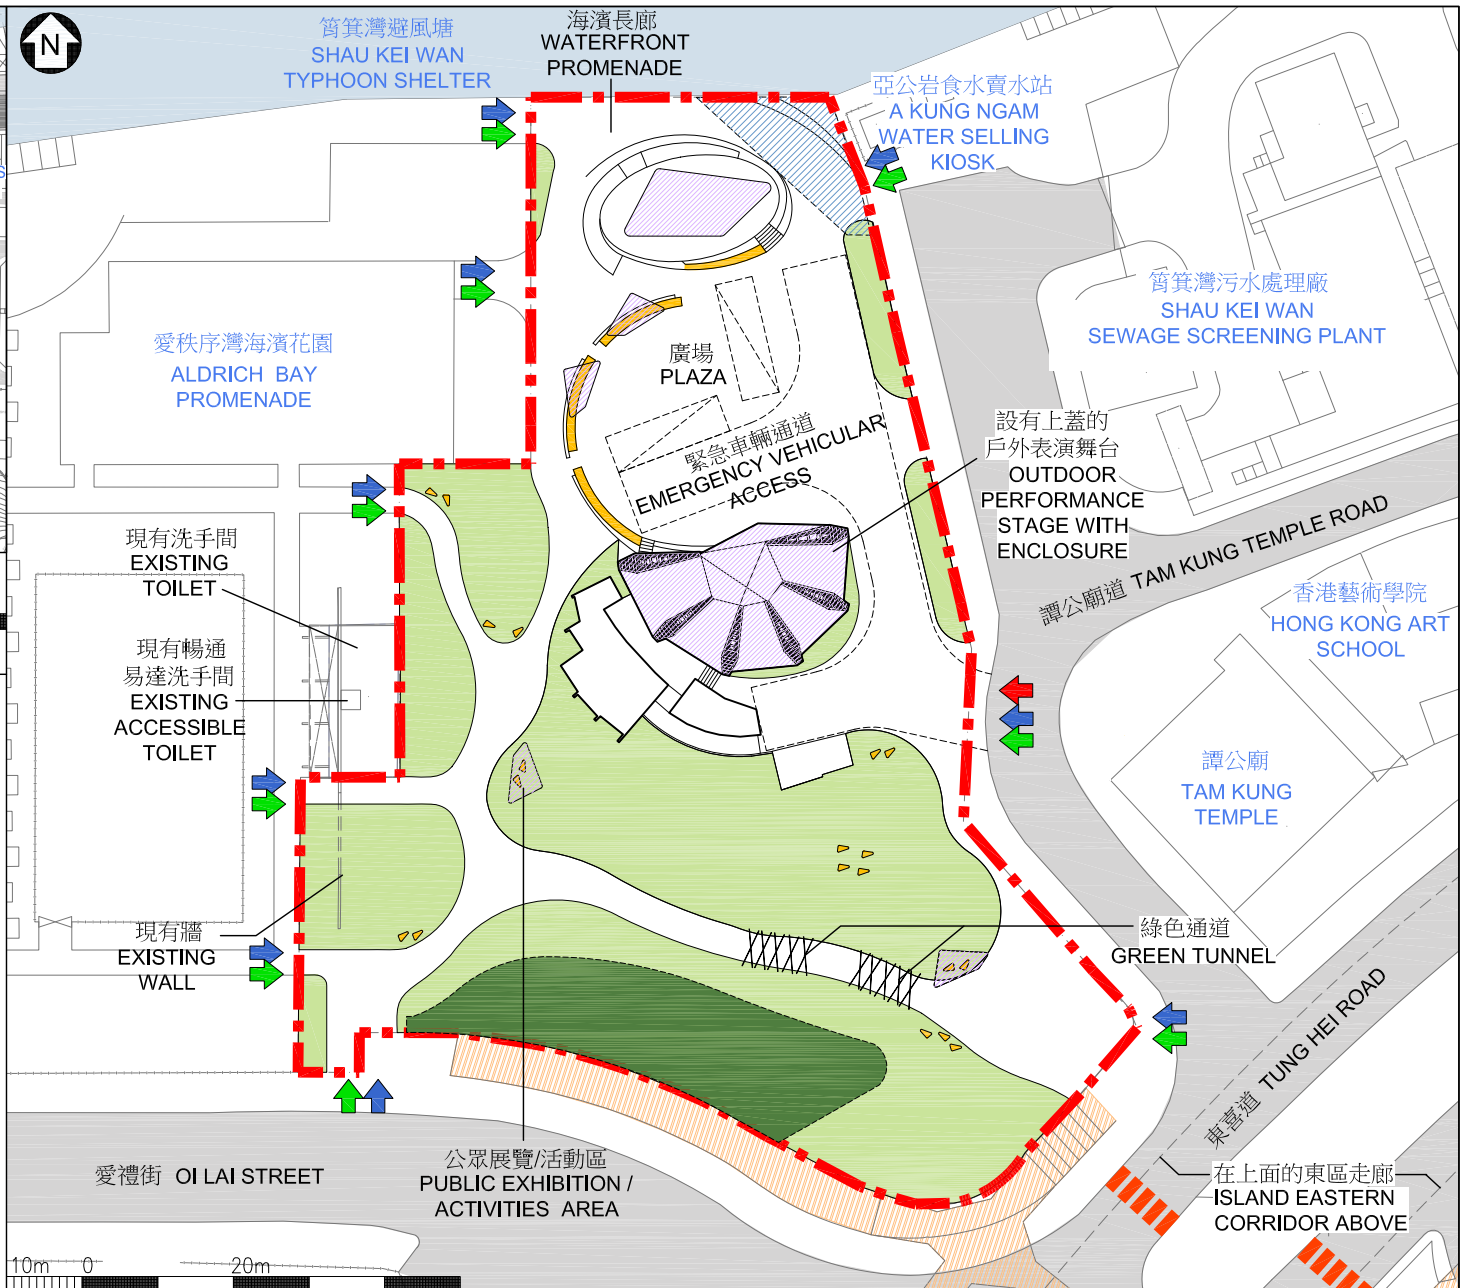 N
筲箕灣避風塘
SHAU KEI WAN
TYPHOON SHELTER
海濱長廊
WATERFRONT
PROMENADE
亞公岩食水賣水站
A KUNG NGAM
WATER SELLING
KIOSK
S
筲箕灣污水處理廠
SHAU KEI WAN
SEWAGE SCREENING PLANT
愛秩序灣海濱花園
ALDRICH BAY
PROMENADE
廣場
PLAZA
緊急車輛通道
EMERGENCY VEHICULAR
ACCESS
設有上蓋的
戶外表演舞台
OUTDOOR
PERFORMANCE
STAGE WITH
ENCLOSURE
譚公廟道 TAM KUNG TEMPLE ROAD
現有洗手間
EXISTING
TOILET
香港藝術學院
HONG KONG ART
SCHOOL
現有暢通
易達洗手間
EXISTING
ACCESSIBLE
TOILET
譚公廟
TAM KUNG
TEMPLE
現有牆
EXISTING
WALL
綠色通道
GREEN TUNNEL
東喜道 TUNG HEI ROAD
愛禮街 OI LAI STREET
公眾展覽/活動區
PUBLIC EXHIBITION /
ACTIVITIES AREA
在上面的東區走廊
ISLAND EASTERN
CORRIDOR ABOVE
10m 0 20m